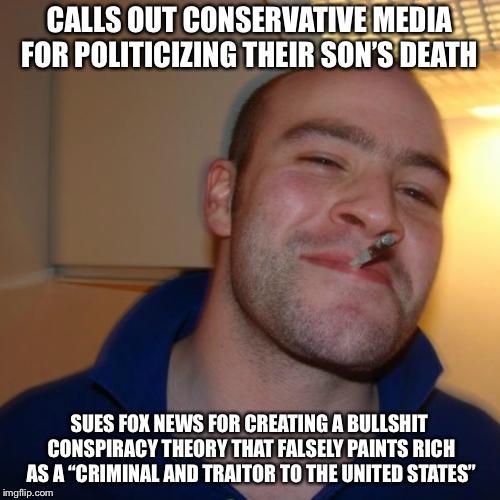 CALLS OUT CONSERVATIVE MEDIA
FOR POLITICIZING THEIR SON'S DEATH
SUES FOX NEWS FOR CREATING A BULLSHIT
CONSPIRACY THEORY THAT FALSELY PAINTS RICH
AS A “CRIMINAL AND TRAITOR TO THE UNITED STATES”
imgflip.com